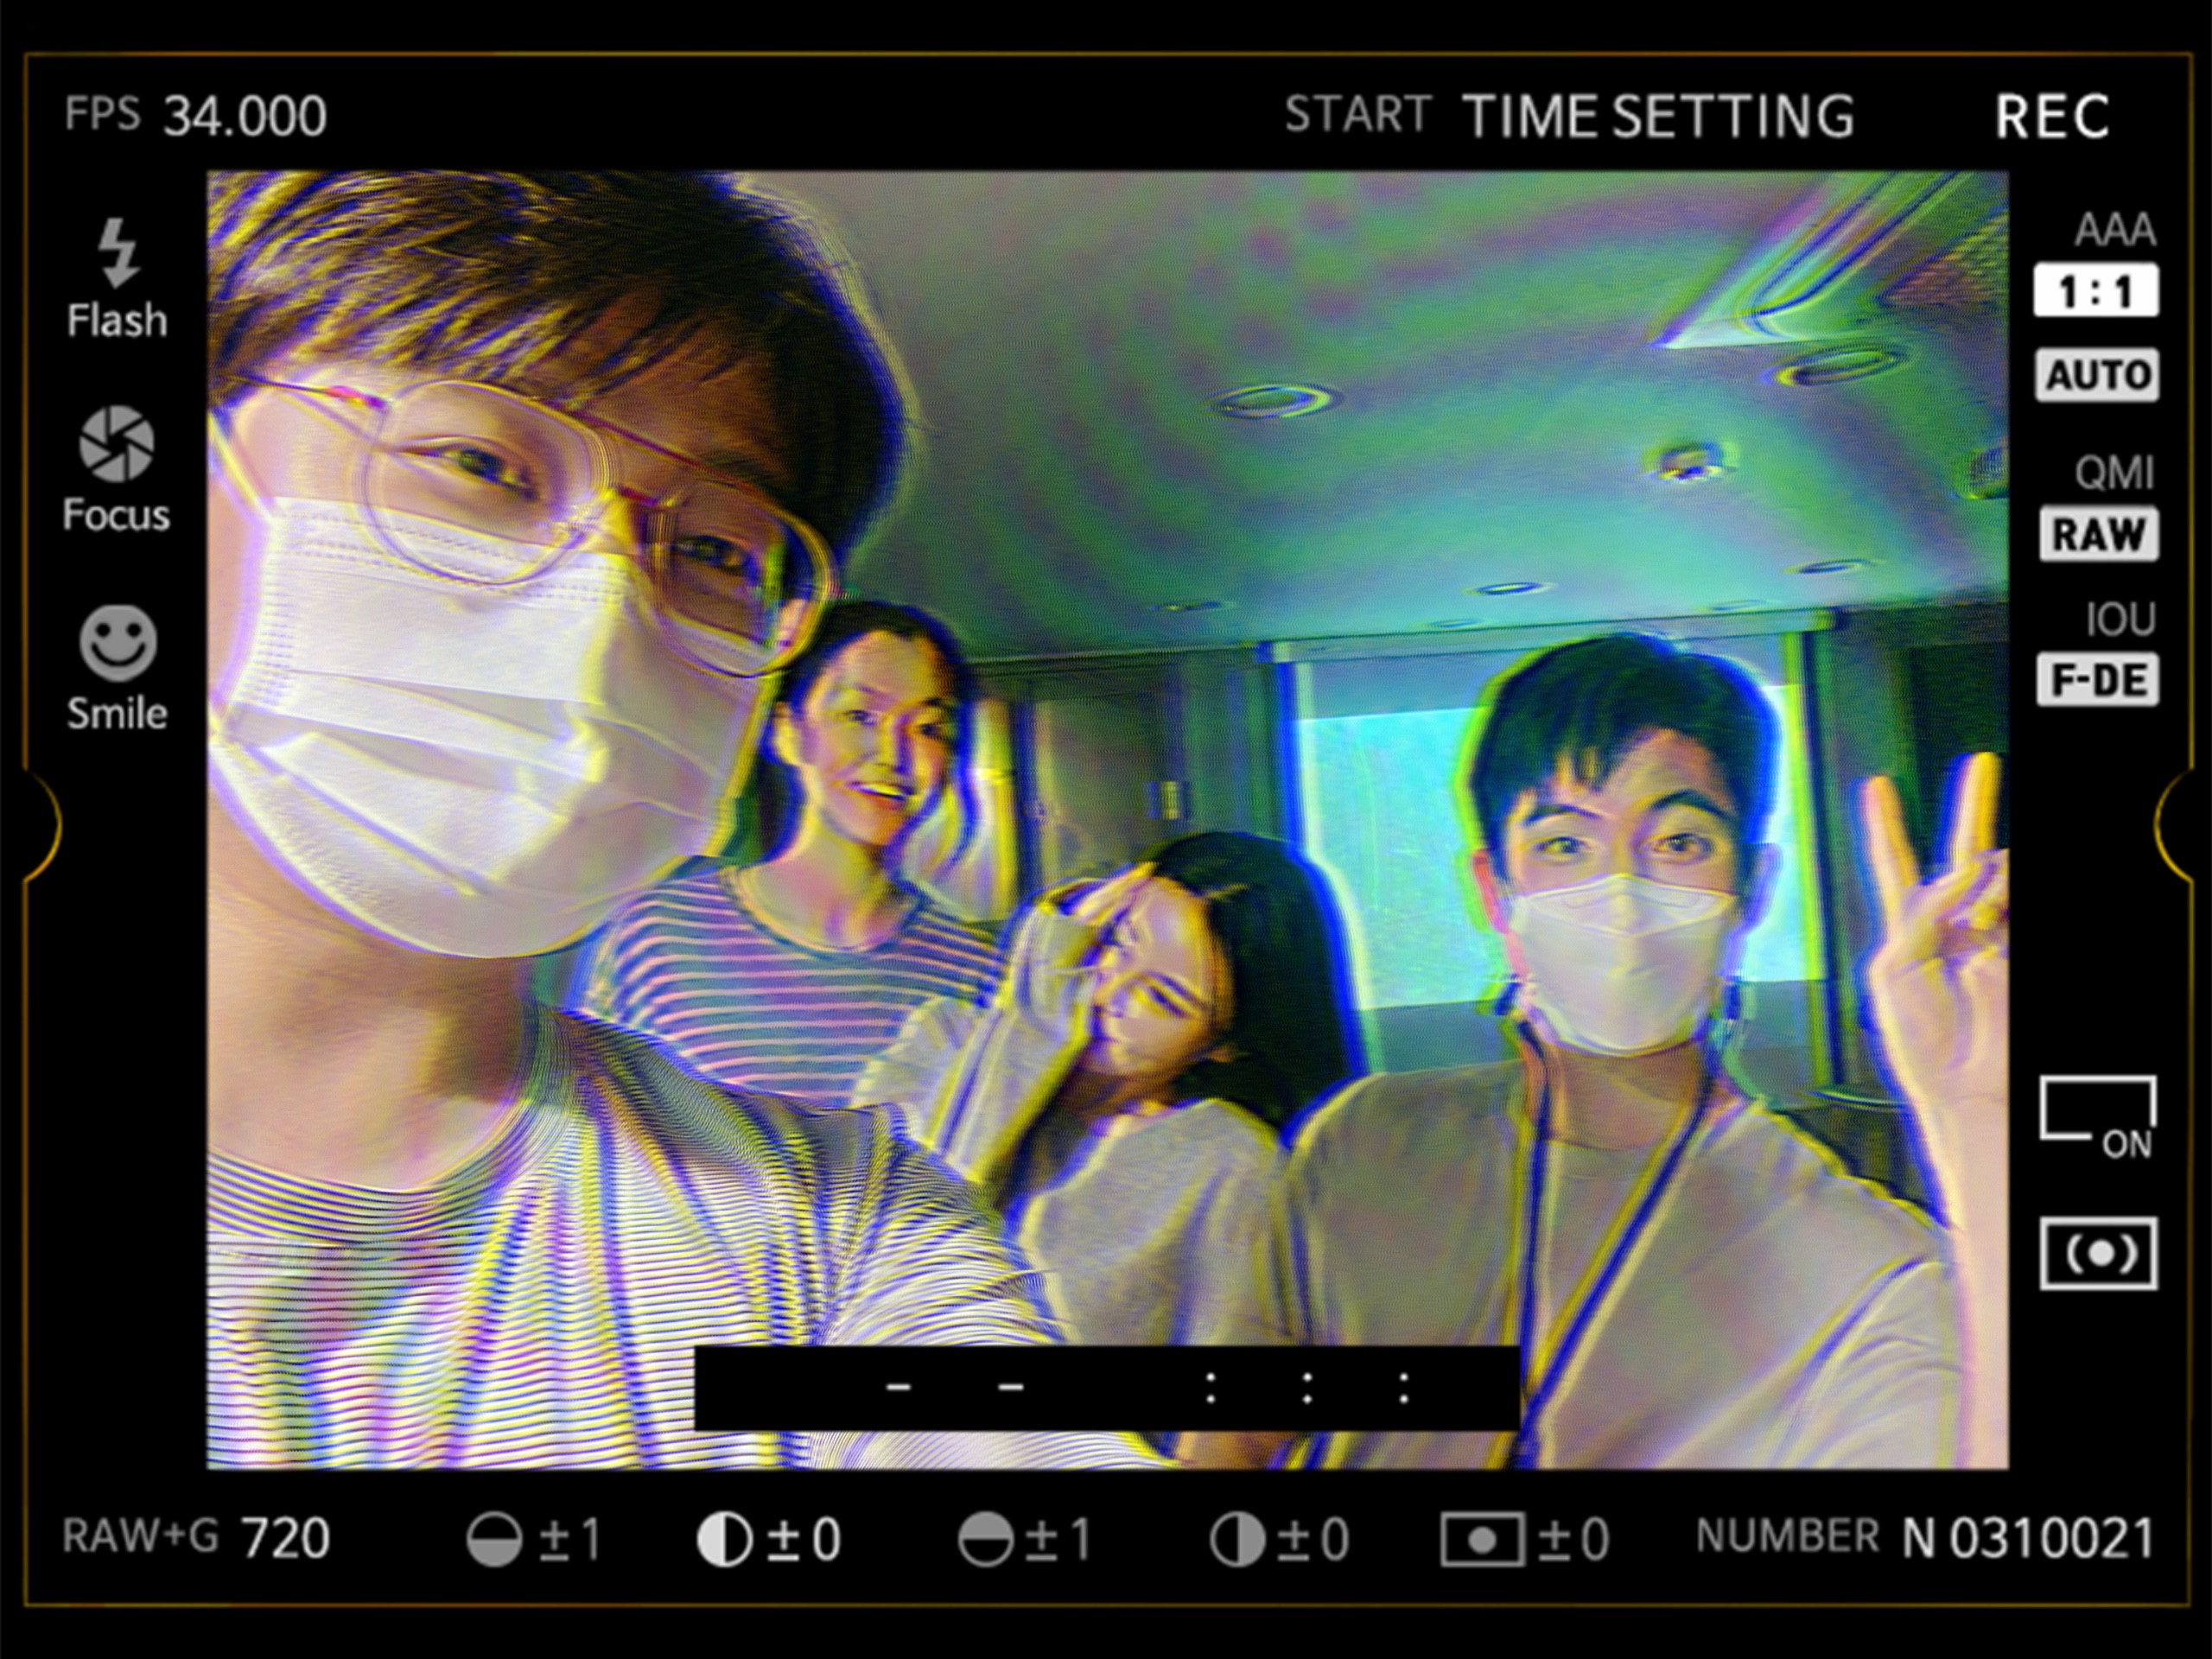 FPS 34.000
START TIME SETTING
REC
Flash
Focus
Smile
AAA
1:1
AUTO
QMI
RAW
IOU
F-DE
ON
- - : : :
RAW+G 720
±1
±0
±1
±0
±0
NUMBER N 0310021